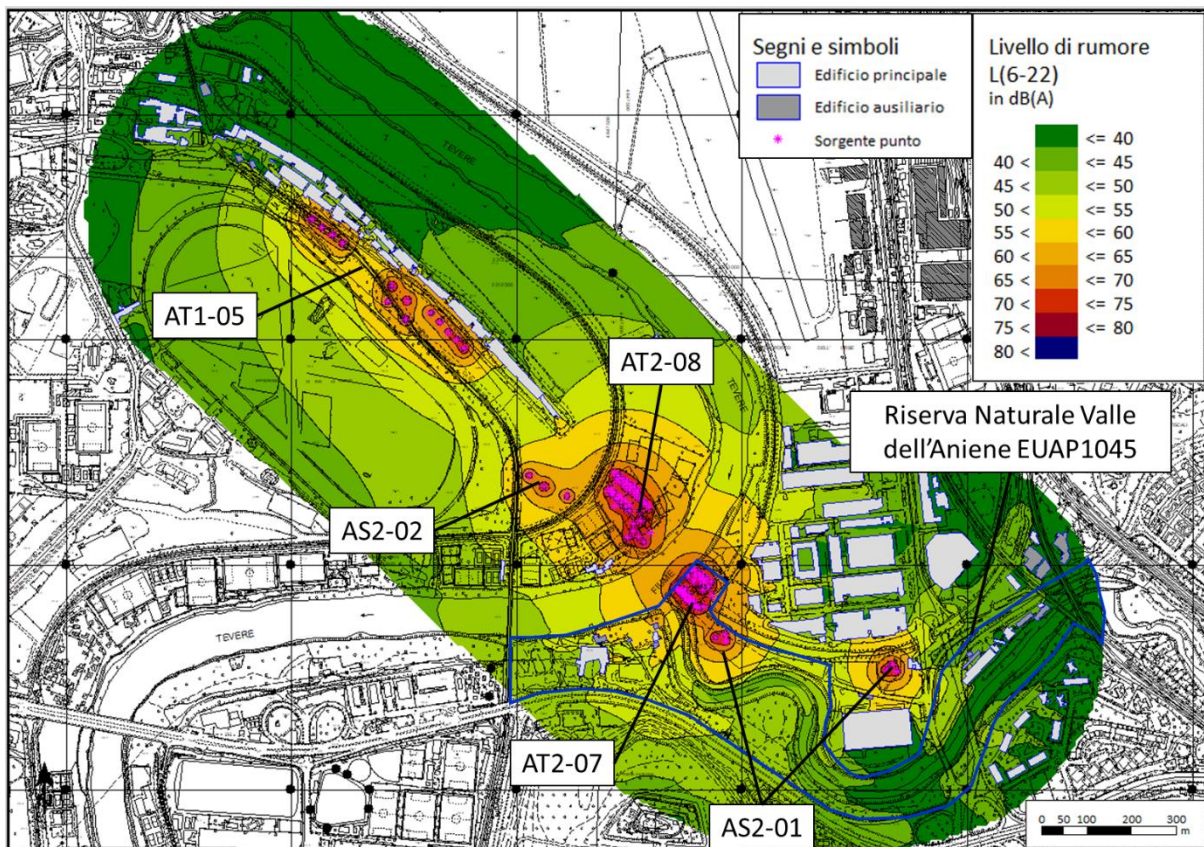 Segni e simboli
Edificio principale
Edificio ausiliario
Sorgente punto
Livello di rumore
L(6-22)
in dB(A)
<= 40
40 < <= 45
45 < <= 50
50 < <= 55
55 < <= 60
60 < <= 65
65 < <= 70
70 < <= 75
75 < <= 80
80 <
TEVERE
AT1-05
AT2-08
TEVERE
Riserva Naturale Valle
dell'Aniene EUAP1045
AS2-02
TEVERE
AT2-07
AS2-01
0 50 100 200 300
m